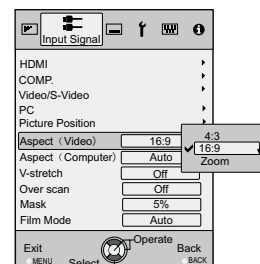 Input Signal
HDMI
COMP.
Video/S-Video
PC
Picture Position
Aspect（Video） 16:9
4:3
16:9
Zoom
Aspect（Computer） Auto
V-stretch Off
Over scan Off
Mask 5%
Film Mode Auto
Exit Operate Back
MENU Select BACK